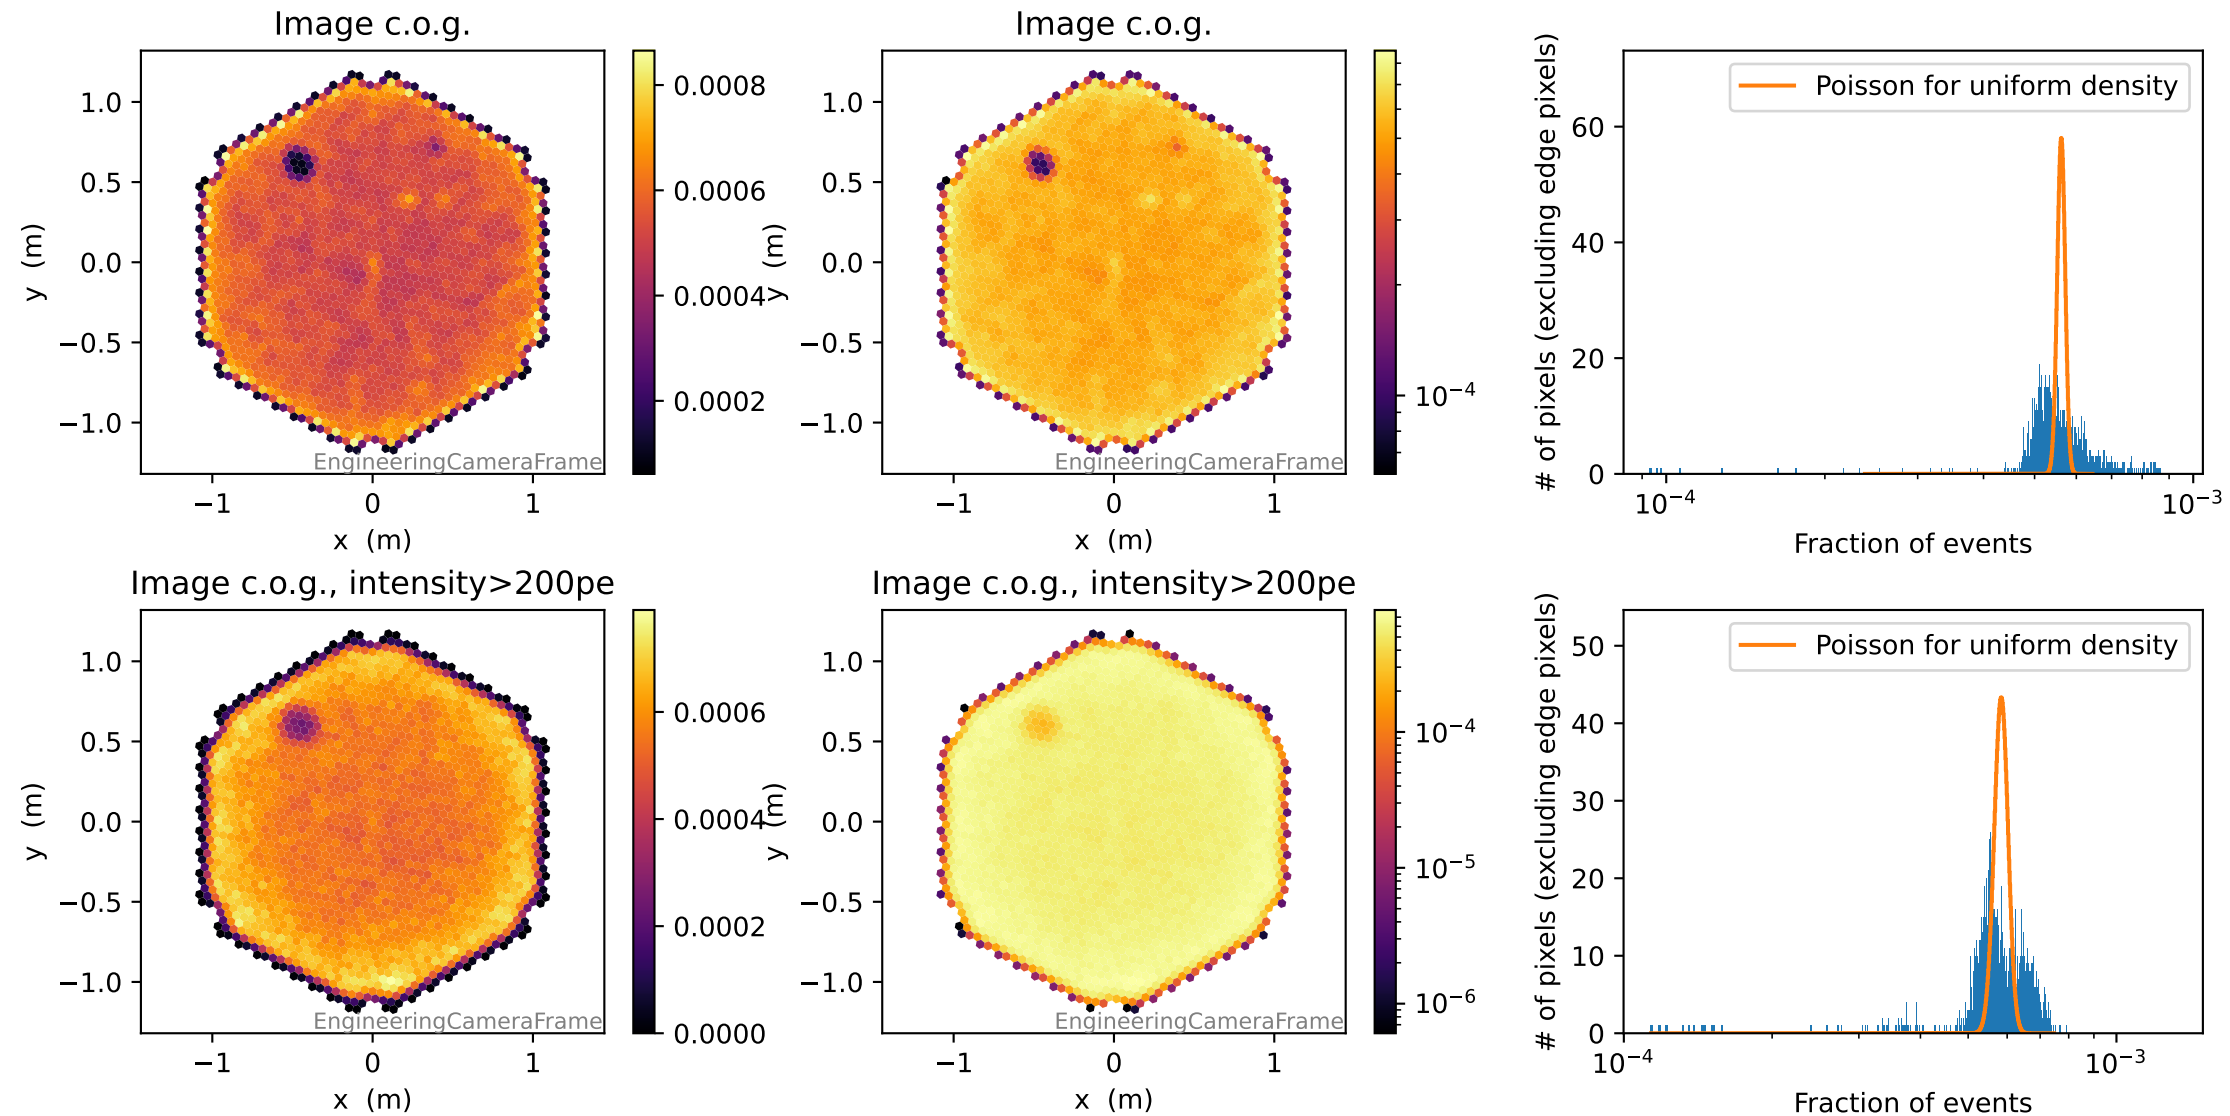 Image c.o.g.
y (m)
1.0
0.5
0.0
−0.5
−1.0
−1
0
1
x (m)
EngineeringCameraFrame
0.0008
0.0006
0.0004
0.0002
Image c.o.g.
y (m)
1.0
0.5
0.0
−0.5
−1.0
−1
0
1
x (m)
EngineeringCameraFrame
10⁻⁴
# of pixels (excluding edge pixels)
60
40
20
0
Poisson for uniform density
10⁻⁴
10⁻³
Fraction of events
Image c.o.g., intensity>200pe
y (m)
1.0
0.5
0.0
−0.5
−1.0
−1
0
1
x (m)
EngineeringCameraFrame
0.0006
0.0004
0.0002
0.0000
Image c.o.g., intensity>200pe
y (m)
1.0
0.5
0.0
−0.5
−1.0
−1
0
1
x (m)
EngineeringCameraFrame
10⁻⁴
10⁻⁵
10⁻⁶
# of pixels (excluding edge pixels)
50
40
30
20
10
0
Poisson for uniform density
10⁻⁴
10⁻³
Fraction of events